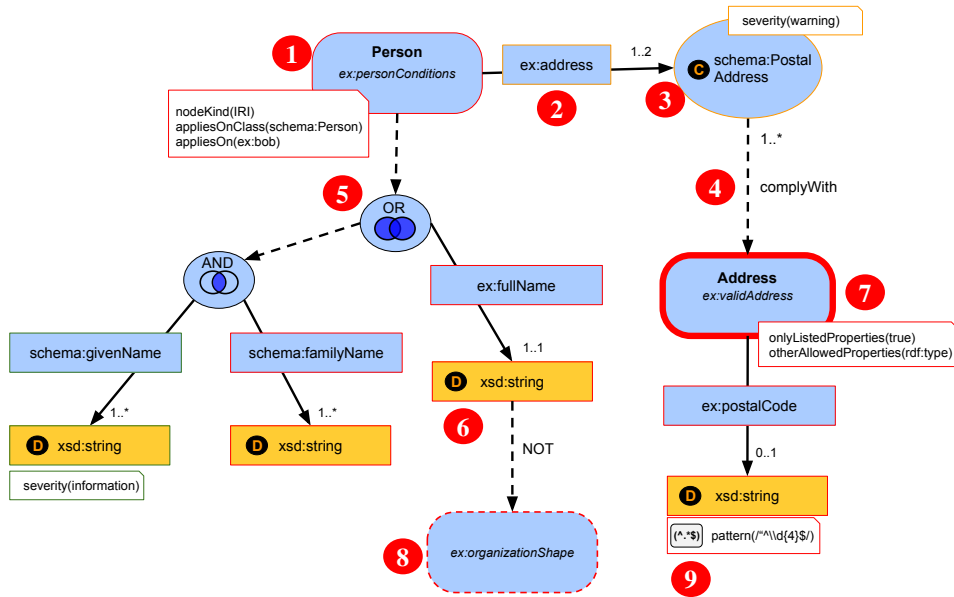 severity(warning)
1
Person
ex:personConditions
ex:address
1..2
C
schema:Postal
Address
2
3
nodeKind(IRI)
appliesOnClass(schema:Person)
appliesOn(ex:bob)
1..*
4
complyWith
5
OR
AND
ex:fullName
Address
ex:validAddress
7
schema:givenName
schema:familyName
1..1
onlyListedProperties(true)
otherAllowedProperties(rdf:type)
D xsd:string
ex:postalCode
1..*
1..*
6
D xsd:string
D xsd:string
NOT
0..1
severity(information)
D xsd:string
(^.*$) pattern(/“^\\d{4}$/)
8
ex:organizationShape
9